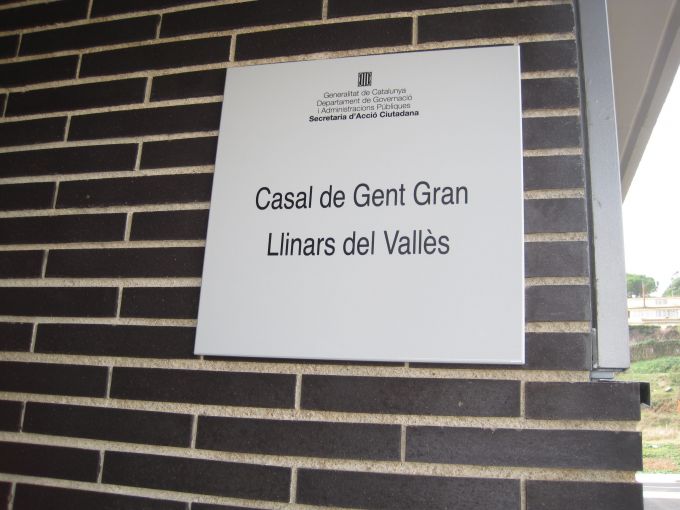 Generalitat de Catalunya
Departament de Governació
i Administracions Públiques
Secretaria d'Acció Ciutadana
Casal de Gent Gran
Llinars del Vallès